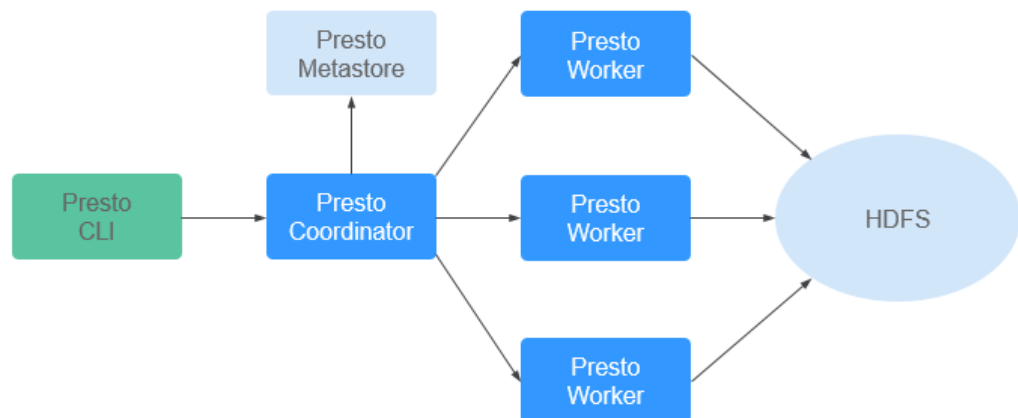 Presto
Metastore
Presto
Worker
Presto
CLI
Presto
Coordinator
Presto
Worker
HDFS
Presto
Worker